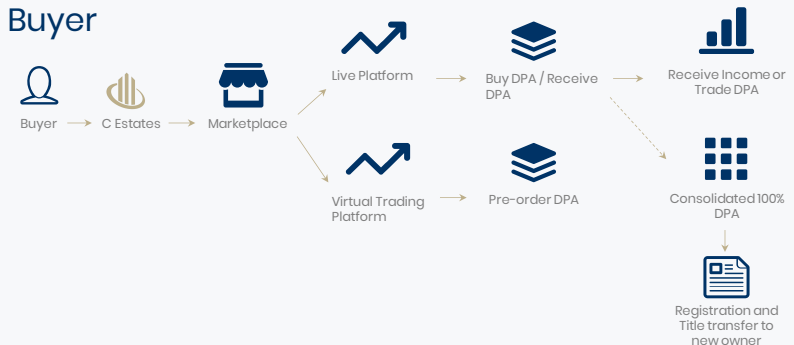 Buyer
Buyer
C Estates
Marketplace
Live Platform
Buy DPA / Receive
DPA
Receive Income or
Trade DPA
Virtual Trading
Platform
Pre-order DPA
Consolidated 100%
DPA
Registration and
Title transfer to
new owner